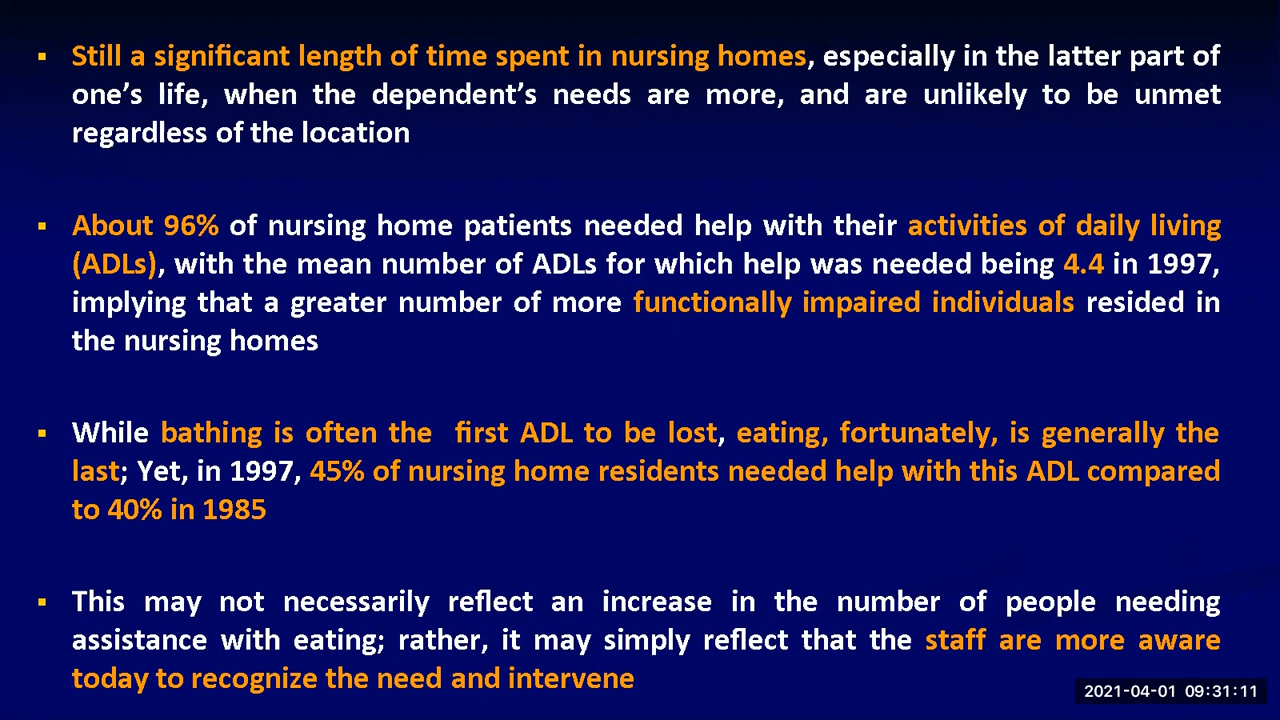 ▪ Still a significant length of time spent in nursing homes, especially in the latter part of
one’s life, when the dependent’s needs are more, and are unlikely to be unmet
regardless of the location
▪ About 96% of nursing home patients needed help with their activities of daily living
(ADLs), with the mean number of ADLs for which help was needed being 4.4 in 1997,
implying that a greater number of more functionally impaired individuals resided in
the nursing homes
▪ While bathing is often the first ADL to be lost, eating, fortunately, is generally the
last; Yet, in 1997, 45% of nursing home residents needed help with this ADL compared
to 40% in 1985
▪ This may not necessarily reflect an increase in the number of people needing
assistance with eating; rather, it may simply reflect that the staff are more aware
today to recognize the need and intervene
2021-04-01 09:31:11